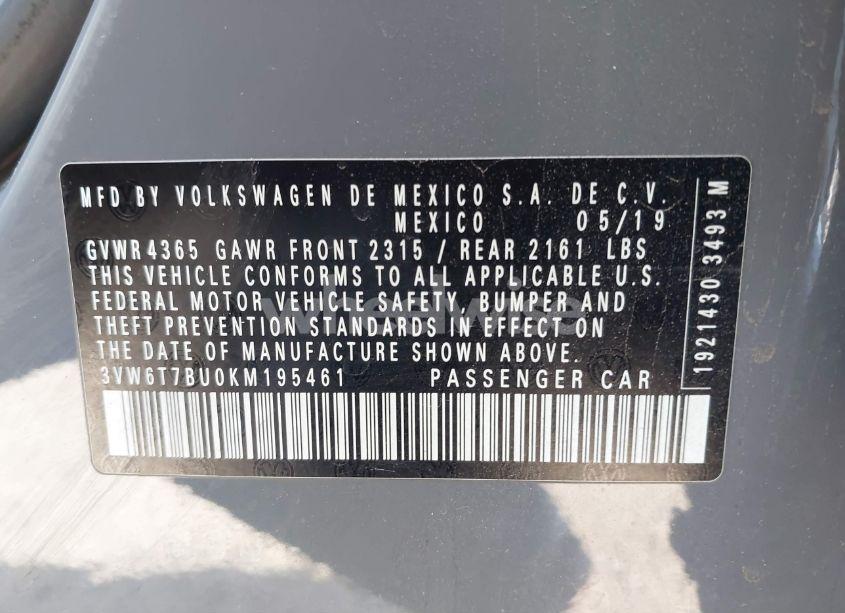 MFD BY VOLKSWAGEN DE MEXICO S.A. DE C.V.
MEXICO 05/19
GVWR 4365 GAWR FRONT 2315 / REAR 2161 LBS
THIS VEHICLE CONFORMS TO ALL APPLICABLE U.S.
FEDERAL MOTOR VEHICLE SAFETY, BUMPER AND
THEFT PREVENTION STANDARDS IN EFFECT ON
THE DATE OF MANUFACTURE SHOWN ABOVE.
3VW6T7BU0KM195461 PASSENGER CAR
1921430 3493 M